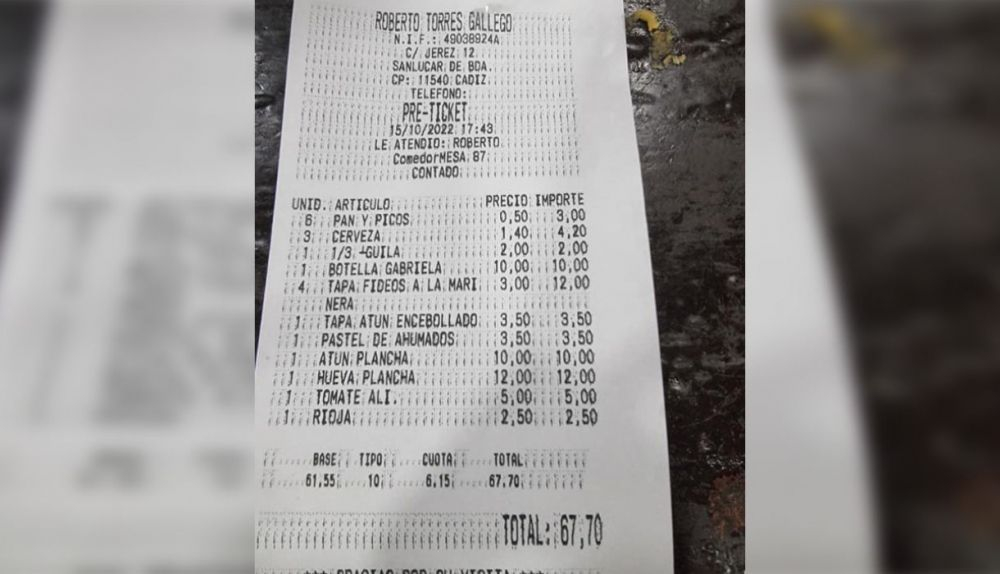 ROBERTO TORRES GALLEGO
N.I.F.: 49038924A
C/ JEREZ 12
SANLUCAR DE BDA.
CP: 11540 CADIZ
TELEFONO:
PRE-TICKET
15/10/2022 17:43
LE ATENDIO: ROBERTO
ComedorMESA 87
CONTADO
UNID. ARTICULO PRECIO IMPORTE
6 PAN Y PICOS 0,50 3,00
3 CERVEZA 1,40 4,20
1 1/3 -GUILA 2,00 2,00
1 BOTELLA GABRIELA 10,00 10,00
4 TAPA FIDEOS A LA MARI 3,00 12,00
NERA
1 TAPA ATUN ENCEBOLLADO 3,50 3,50
1 PASTEL DE AHUMADOS 3,50 3,50
1 ATUN PLANCHA 10,00 10,00
1 HUEVA PLANCHA 12,00 12,00
1 TOMATE ALI. 5,00 5,00
1 RIOJA 2,50 2,50
BASE TIPO CUOTA TOTAL
61,55 10 6,15 67,70
TOTAL: 67,70
*** GRACIAS POR SU VISITA ***